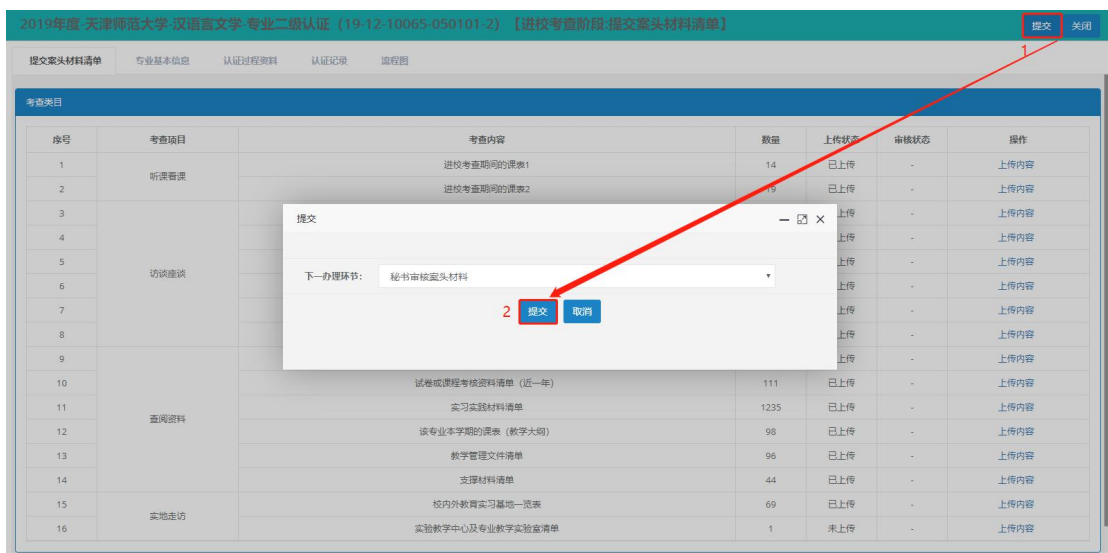 2019年度-天津师范大学-汉语言文学-专业二级认证（19-12-10065-050101-2）【进校考查阶段:提交案头材料清单】 提交 关闭
1
提交案头材料清单 专业基本信息 认证过程资料 认证记录 流程图
考查类目
序号 考查项目 考查内容 数量 上传状态 审核状态 操作
1 听课看课 进校考查期间的课表1 14 已上传 - 上传内容
2 进校考查期间的课表2 19 已上传 - 上传内容
3 上传 - 上传内容
提交
4 上传 - 上传内容
5 访谈座谈 上传 - 上传内容
下一办理环节： 秘书审核案头材料
6 上传 - 上传内容
7 上传 - 上传内容
2 提交 取消
8 上传 - 上传内容
9 上传 - 上传内容
10 试卷或课程考核资料清单（近一年） 111 已上传 - 上传内容
11 查阅资料 实习实践材料清单 1235 已上传 - 上传内容
12 该专业本学期的课表（教学大纲） 98 已上传 - 上传内容
13 教学管理文件清单 96 已上传 - 上传内容
14 支撑材料清单 44 已上传 - 上传内容
15 实地走访 校内外教育实习基地一览表 69 已上传 - 上传内容
16 实验教学中心及专业教学实验室清单 1 未上传 - 上传内容